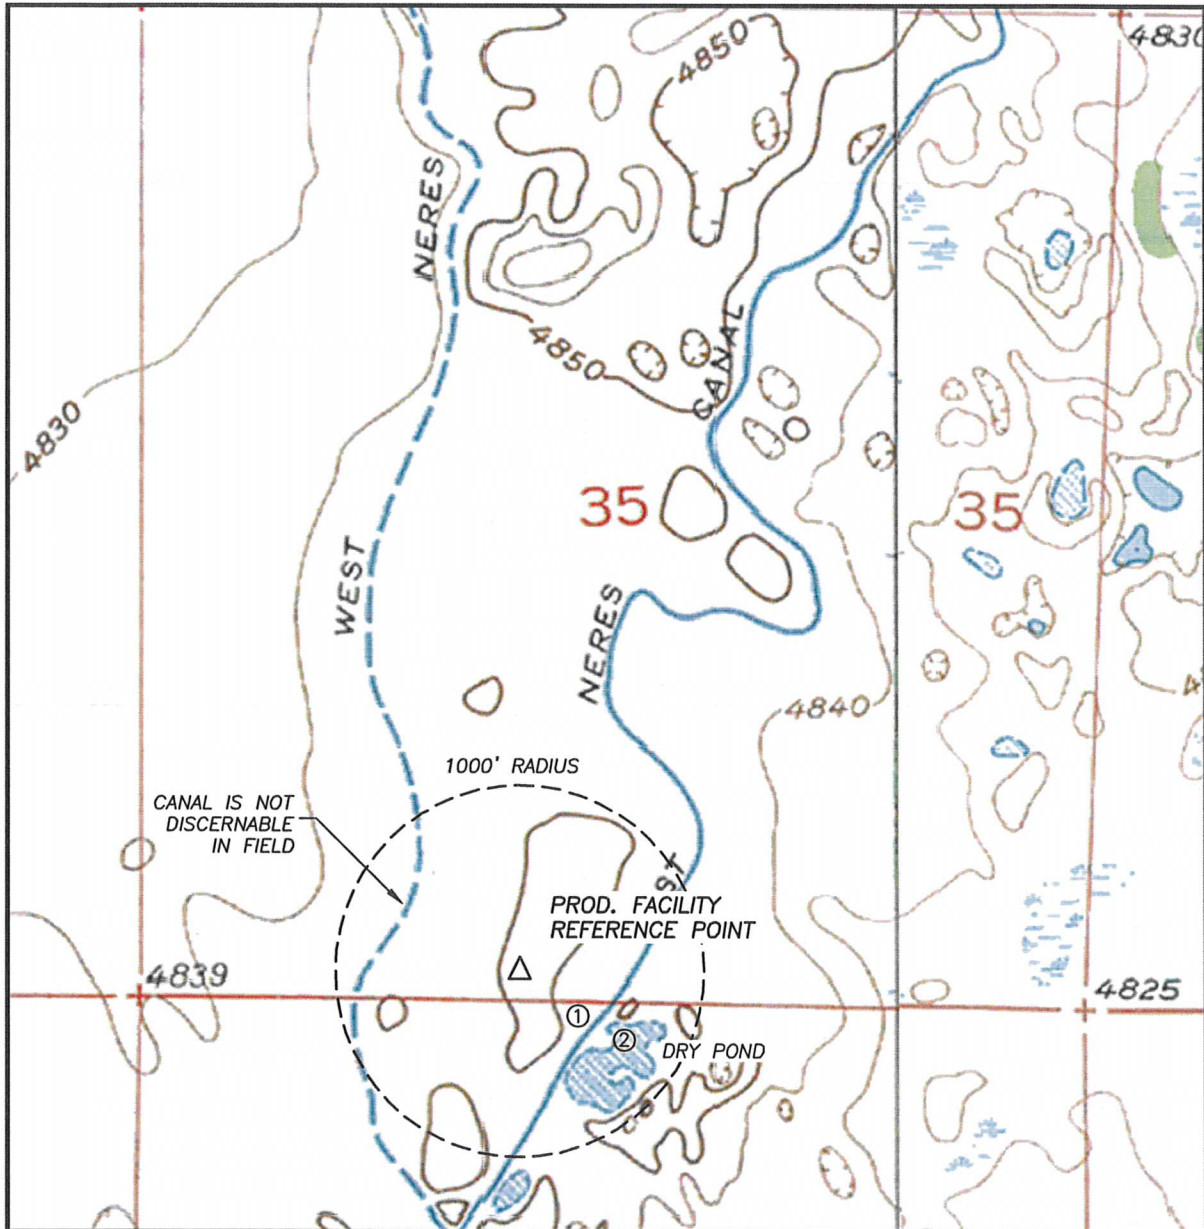 4850
4830
NERES
4850
CANAL
4830
35
35
WEST
NERES
4840
1000' RADIUS
CANAL IS NOT
DISCERNABLE
IN FIELD
ST
PROD. FACILITY
REFERENCE POINT
4839
4825
①
②
DRY POND